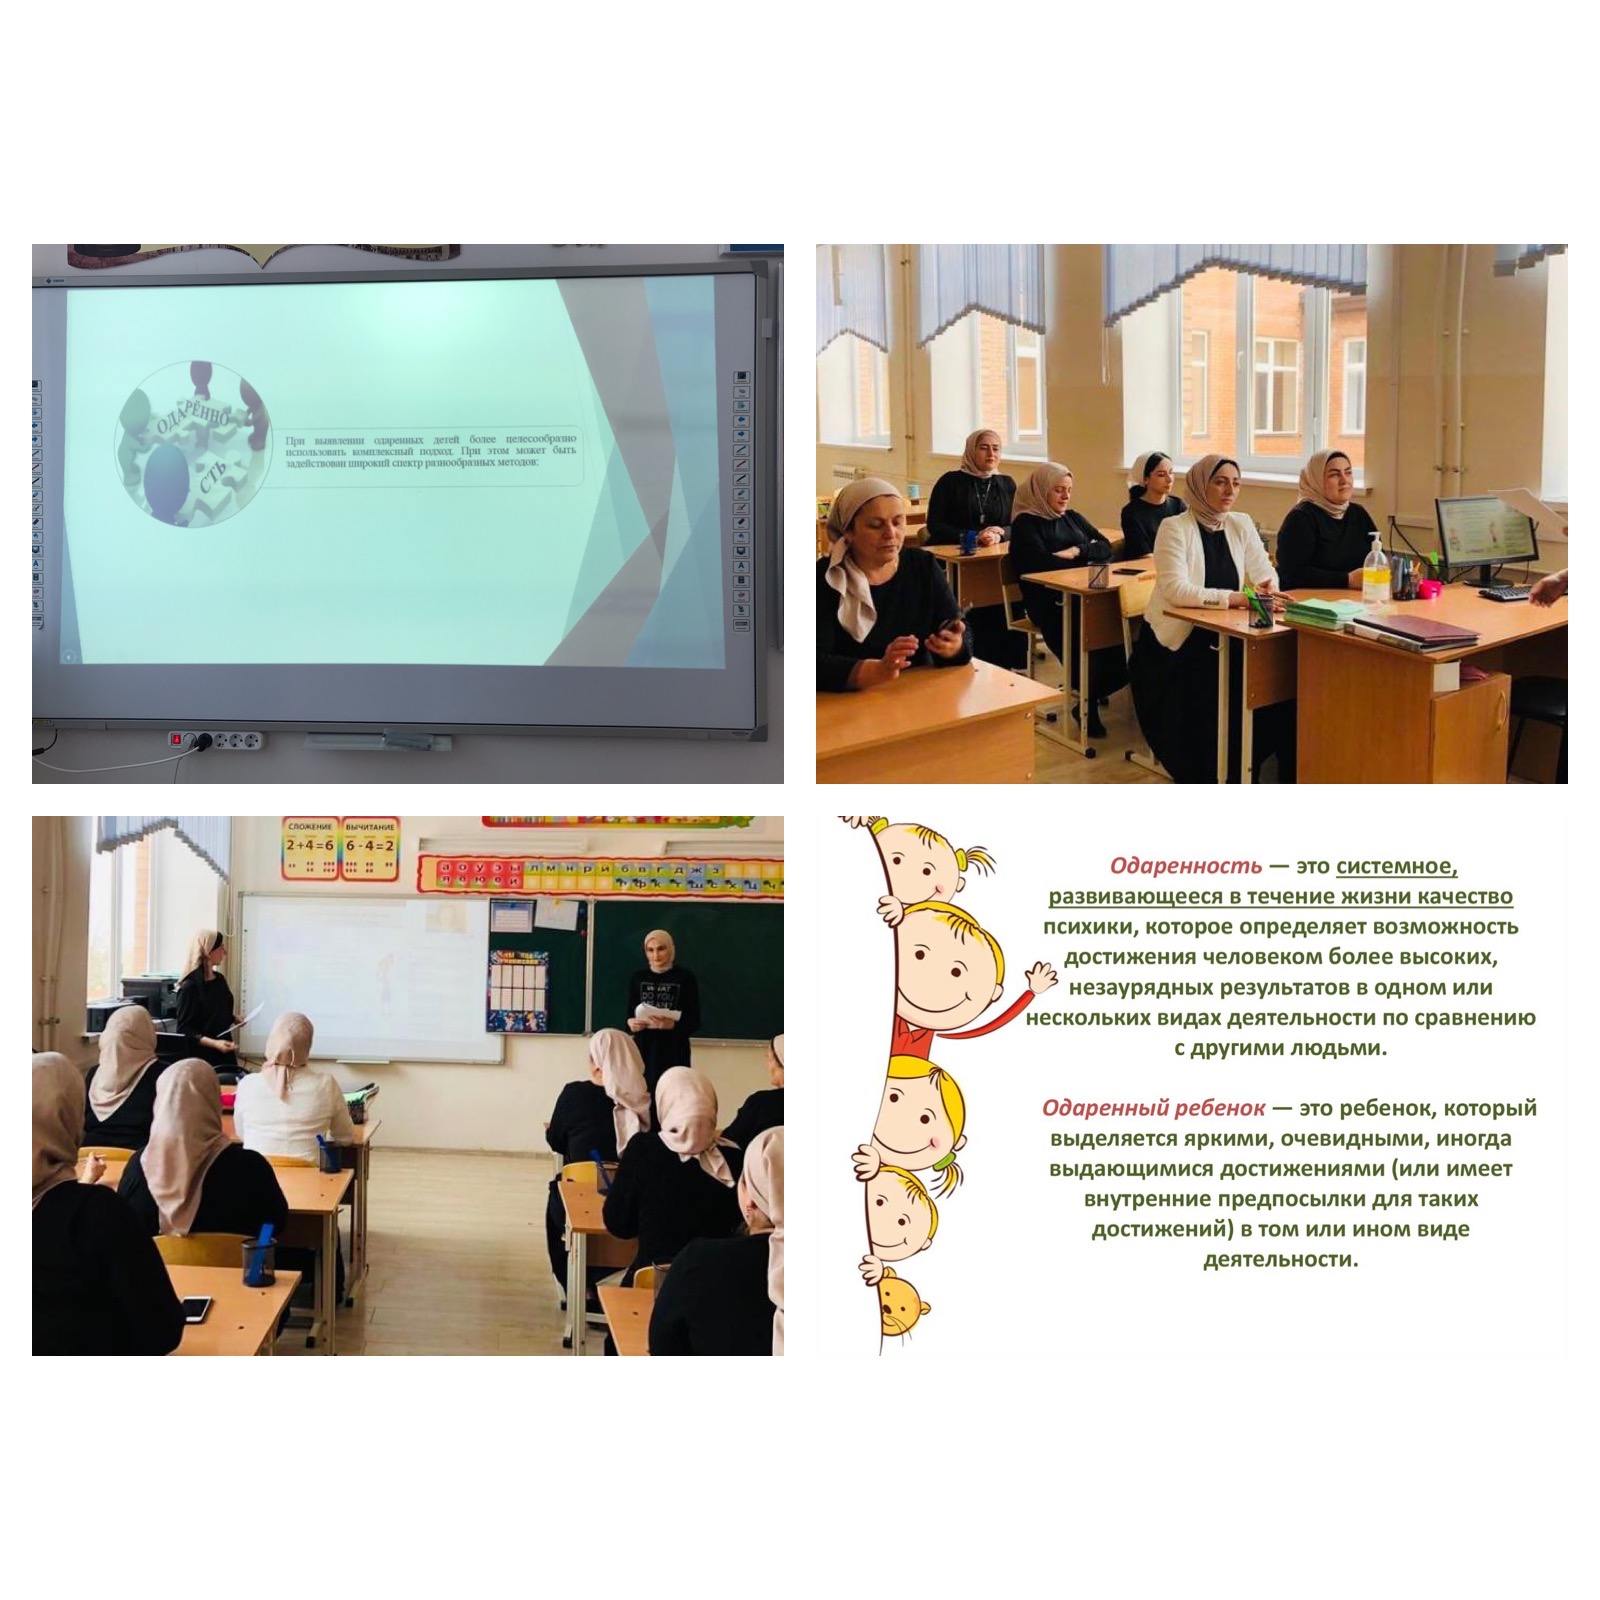 ОДАРЁННО
СТЬ
При выявлении одаренных детей более целесообразно
использовать комплексный подход. При этом может быть
задействован широкий спектр разнообразных методов:
СЛОЖЕНИЕ
2+4=6
ВЫЧИТАНИЕ
6-4=2
а о у э ы л м н р й б в г д ж з
я ё ю е и
WHAT
DO YOU
Одаренность — это системное,
развивающееся в течение жизни качество
психики, которое определяет возможность
достижения человеком более высоких,
незаурядных результатов в одном или
нескольких видах деятельности по сравнению
с другими людьми.
Одаренный ребенок — это ребенок, который
выделяется яркими, очевидными, иногда
выдающимися достижениями (или имеет
внутренние предпосылки для таких
достижений) в том или ином виде
деятельности.